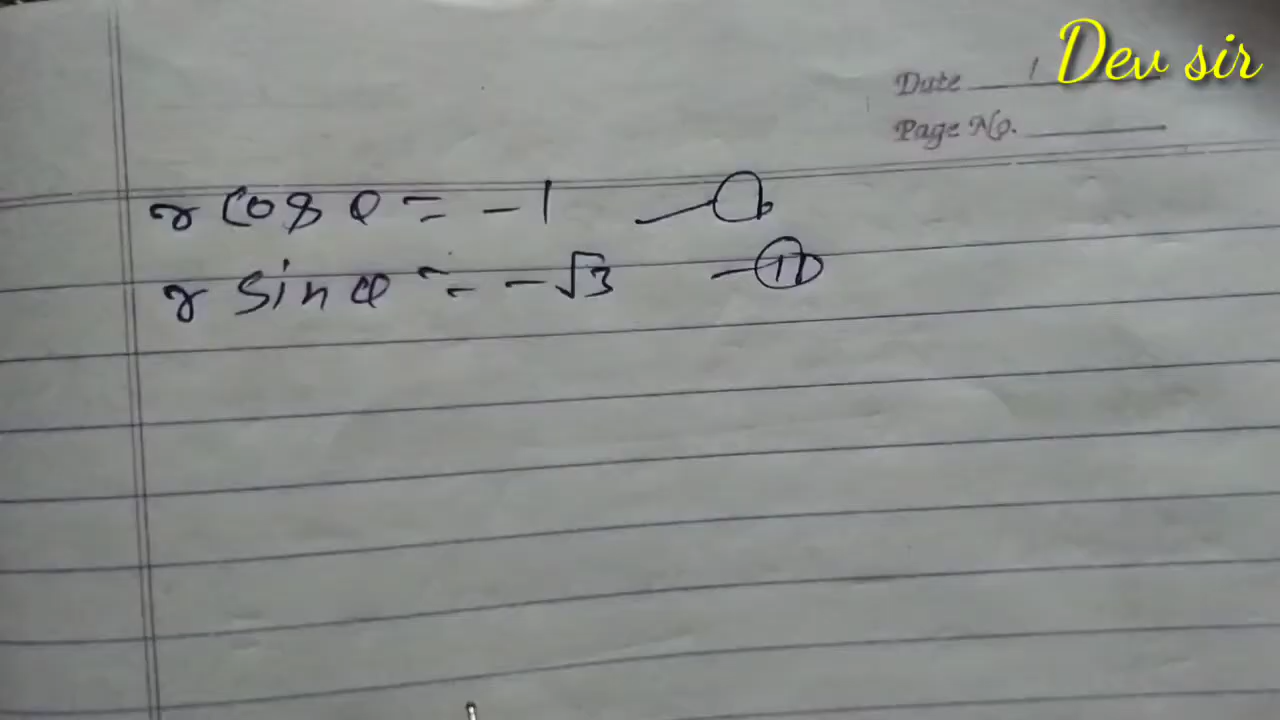 Dev sir
Date
Page No.
r cos θ = -1
r sin θ = -√3 - (II)